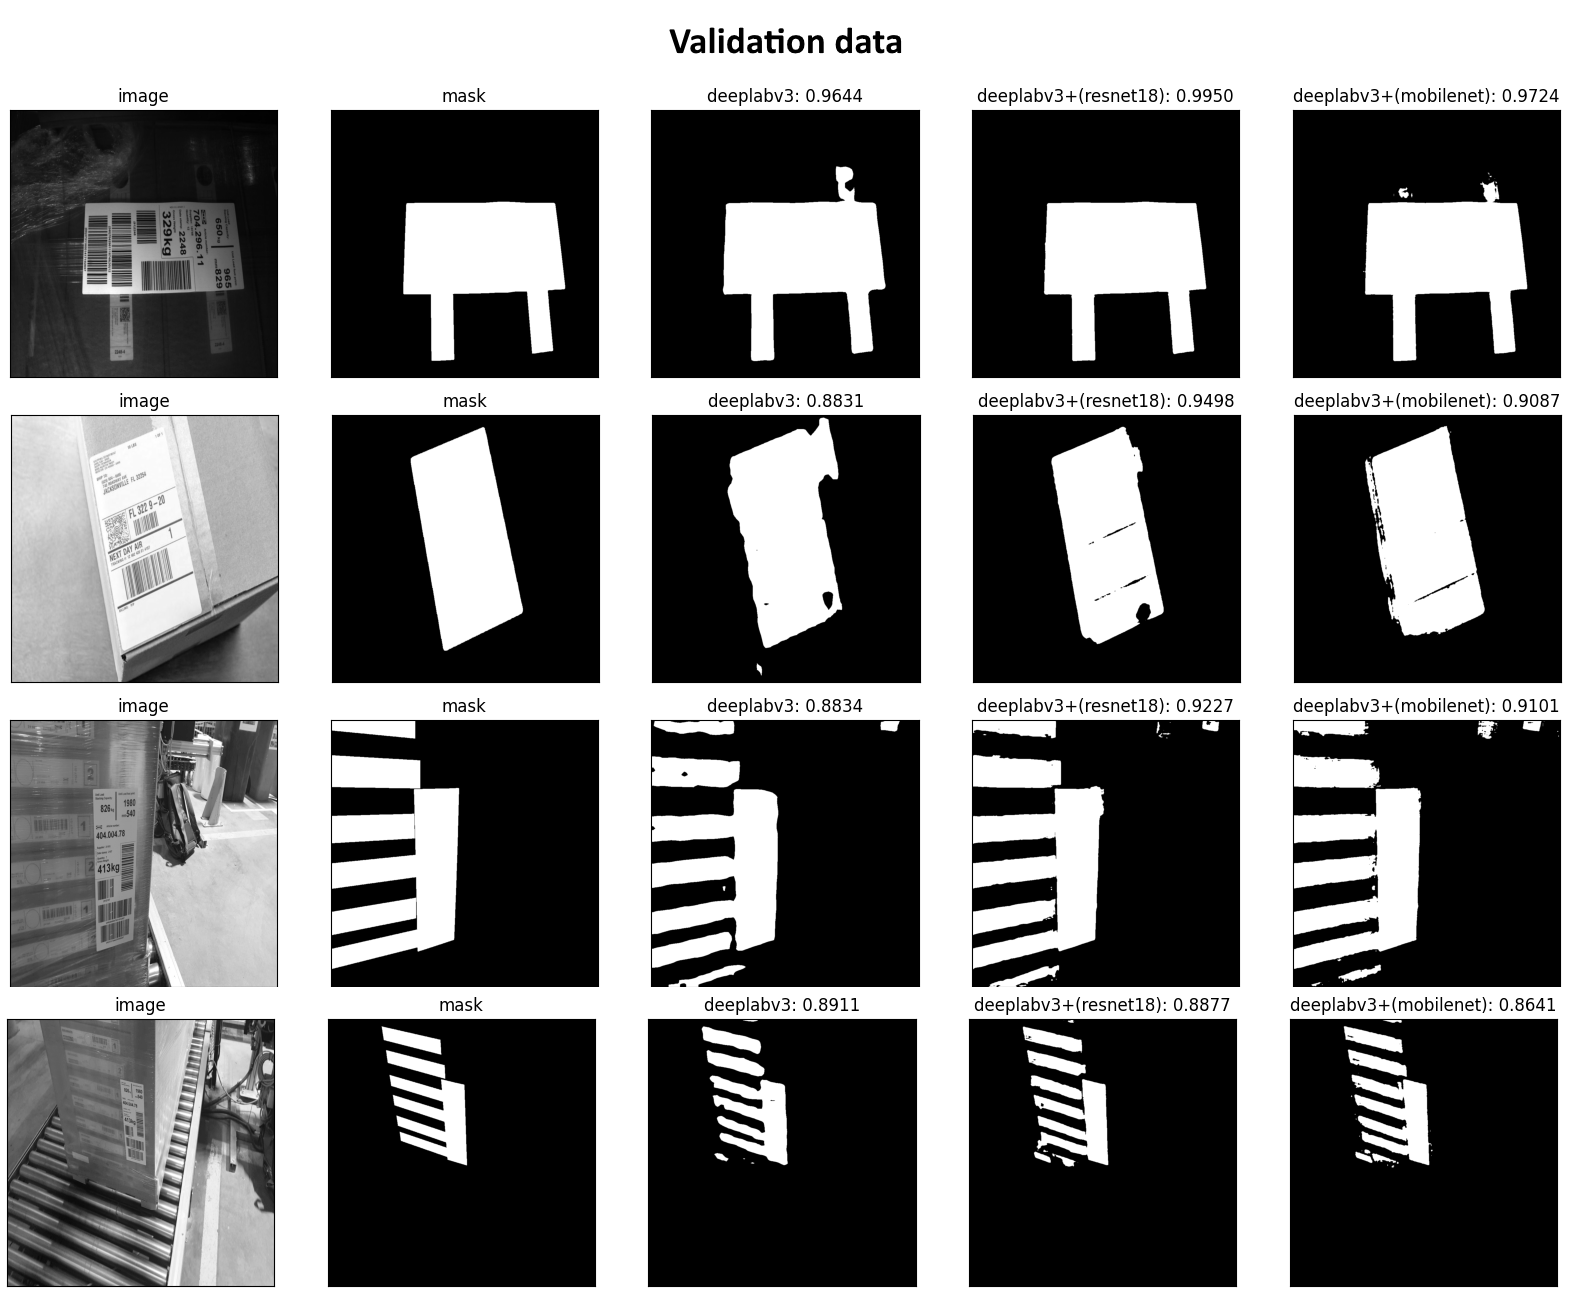 Validation data
image
mask
deeplabv3: 0.9644
deeplabv3+(resnet18): 0.9950
deeplabv3+(mobilenet): 0.9724
650kg
965
829
704.296.11
2248
329kg
image
mask
deeplabv3: 0.8831
deeplabv3+(resnet18): 0.9498
deeplabv3+(mobilenet): 0.9087
JACKSONVILLE FL 32254
FL 322 9-20
NEXT DAY AIR
1
image
mask
deeplabv3: 0.8834
deeplabv3+(resnet18): 0.9227
deeplabv3+(mobilenet): 0.9101
826
1980
540
404.004.78
413kg
image
mask
deeplabv3: 0.8911
deeplabv3+(resnet18): 0.8877
deeplabv3+(mobilenet): 0.8641